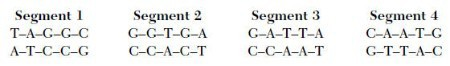 Segment 1 Segment 2 Segment 3 Segment 4
T–A–G–G–C G–G–T–G–A G–A–T–T–A C–A–A–T–G
A–T–C–C–G C–C–A–C–T C–C–A–A–T G–T–T–A–C